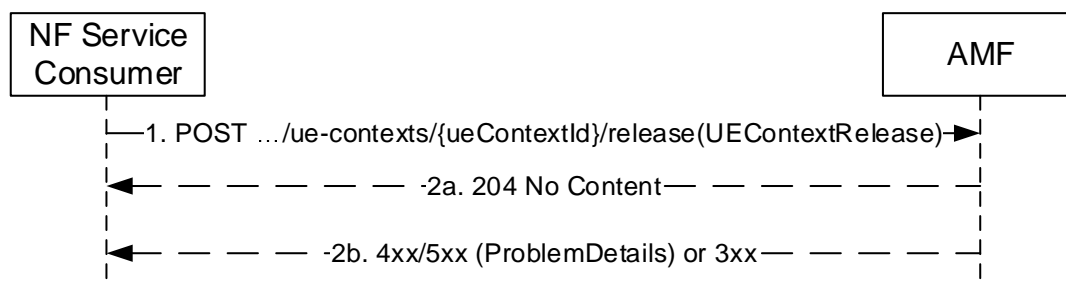 NF Service
Consumer
AMF
1. POST …/ue-contexts/{ueContextId}/release(UEContextRelease)
2a. 204 No Content
2b. 4xx/5xx (ProblemDetails) or 3xx